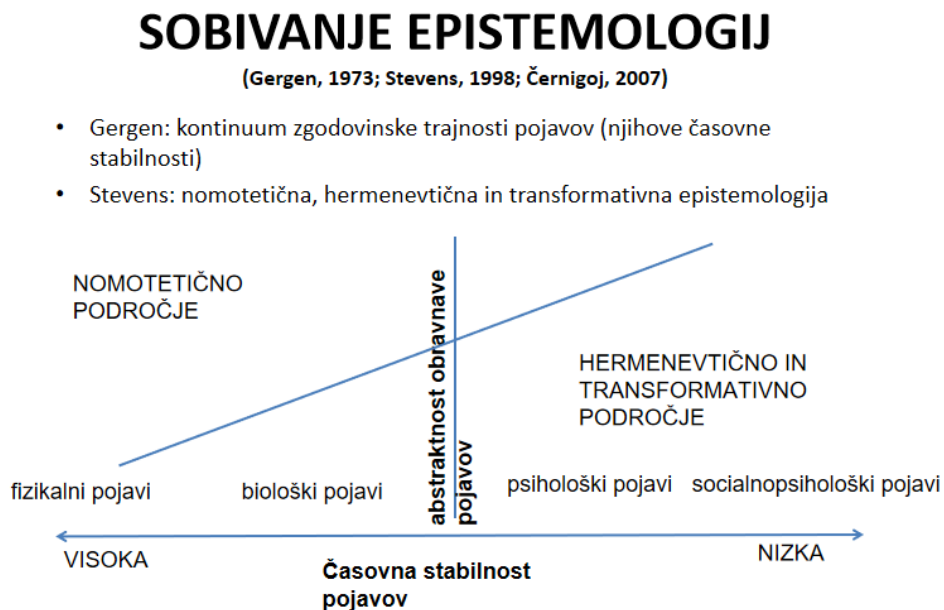 SOBIVANJE EPISTEMOLOGIJ
(Gergen, 1973; Stevens, 1998; Černigoj, 2007)
• Gergen: kontinuum zgodovinske trajnosti pojavov (njihove časovne
stabilnosti)
• Stevens: nomotetična, hermenevtična in transformativna epistemologija
NOMOTETIČNO
PODROČJE
abstraktnost obravnave
pojavov
HERMENEVTIČNO IN
TRANSFORMATIVNO
PODROČJE
fizikalni pojavi
biološki pojavi
psihološki pojavi
socialnopsihološki pojavi
VISOKA
NIZKA
Časovna stabilnost
pojavov